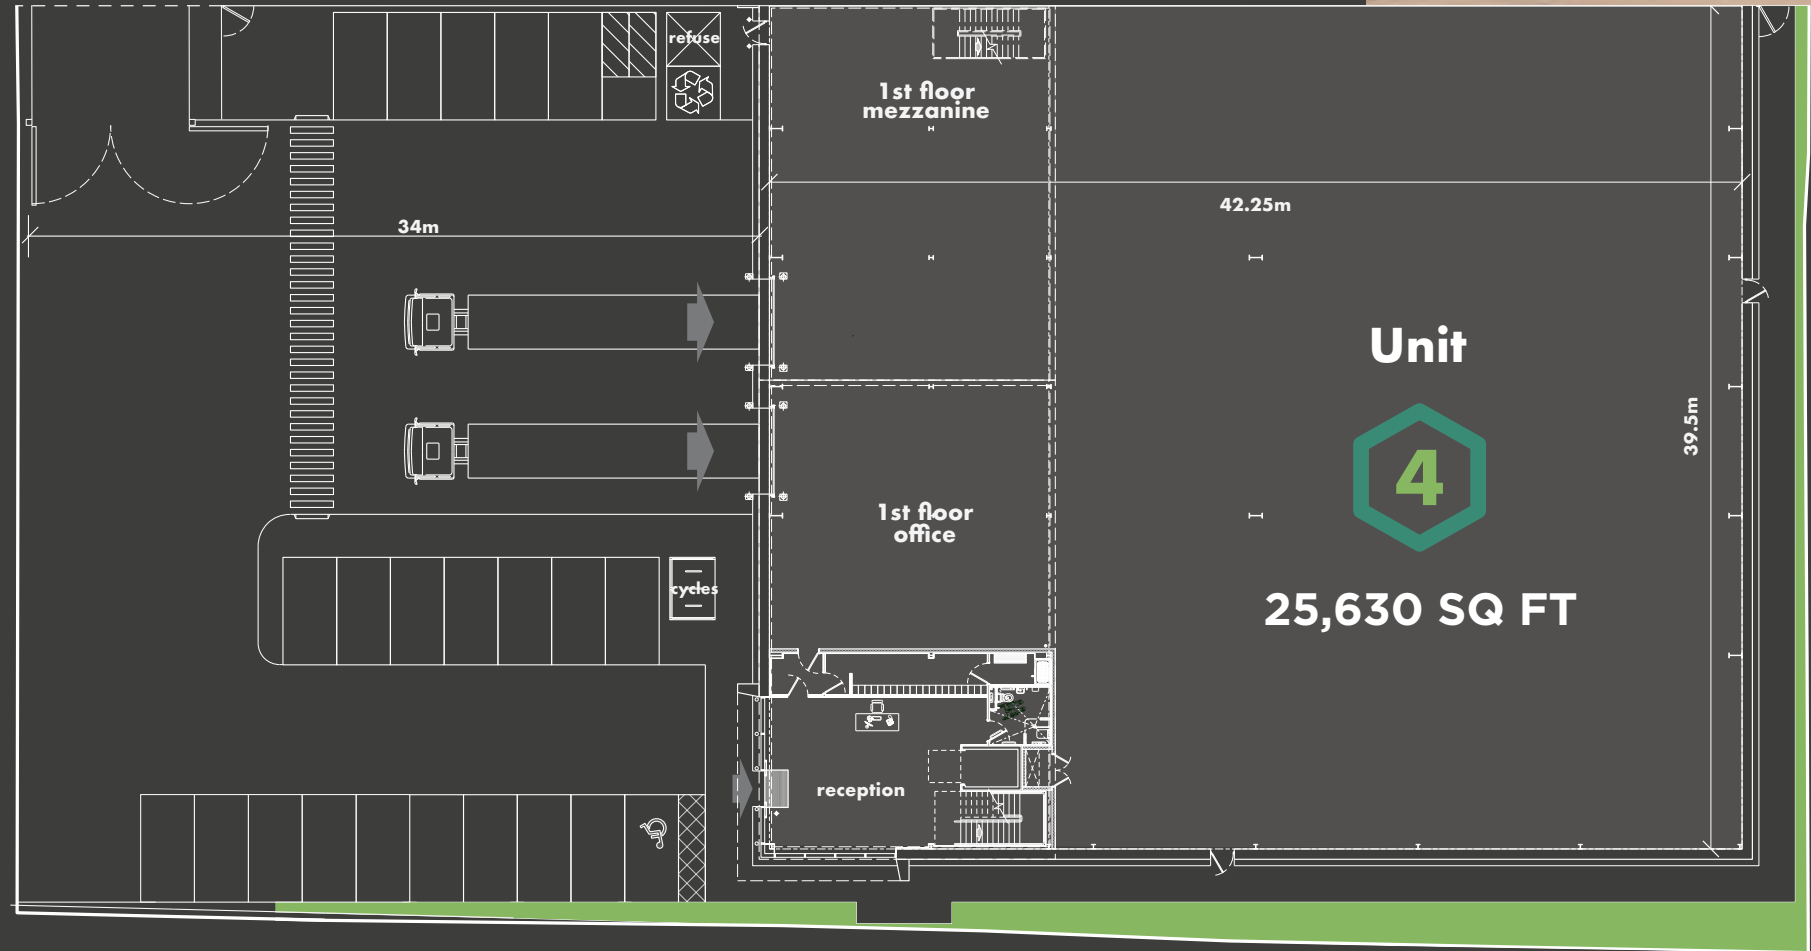 refuse
1st floor
mezzanine
42.25m
34m
Unit
39.5m
4
1st floor
office
cycles
25,630 SQ FT
reception